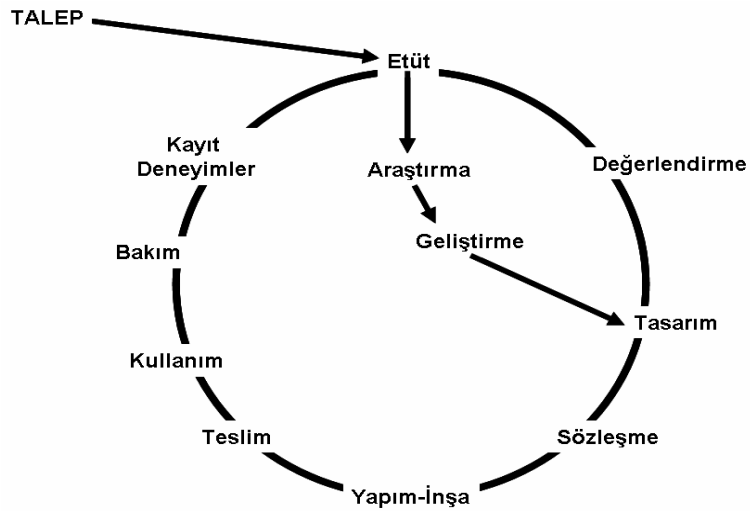 TALEP
Etüt
Kayıt
Deneyimler
Araştırma
Değerlendirme
Geliştirme
Bakım
Tasarım
Kullanım
Teslim
Sözleşme
Yapım-İnşa